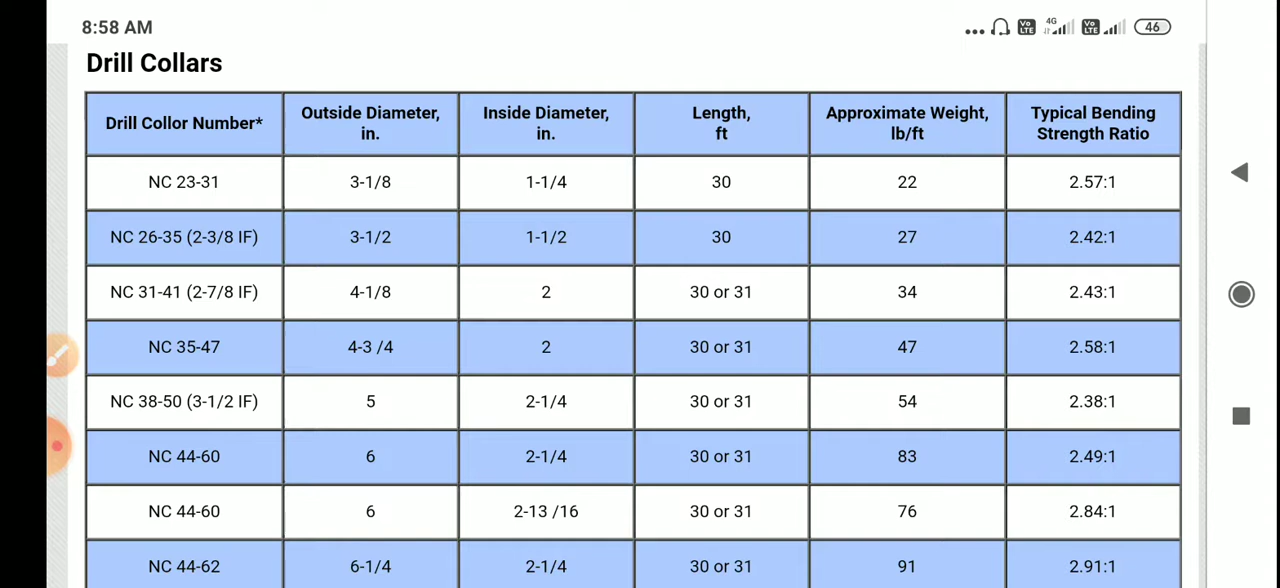 8:58 AM
4G
Vo LTE
Vo LTE
46
Drill Collars
Drill Collor Number* Outside Diameter, in. Inside Diameter, in. Length, ft Approximate Weight, lb/ft Typical Bending Strength Ratio
NC 23-31 3-1/8 1-1/4 30 22 2.57:1
NC 26-35 (2-3/8 IF) 3-1/2 1-1/2 30 27 2.42:1
NC 31-41 (2-7/8 IF) 4-1/8 2 30 or 31 34 2.43:1
NC 35-47 4-3 /4 2 30 or 31 47 2.58:1
NC 38-50 (3-1/2 IF) 5 2-1/4 30 or 31 54 2.38:1
NC 44-60 6 2-1/4 30 or 31 83 2.49:1
NC 44-60 6 2-13 /16 30 or 31 76 2.84:1
NC 44-62 6-1/4 2-1/4 30 or 31 91 2.91:1